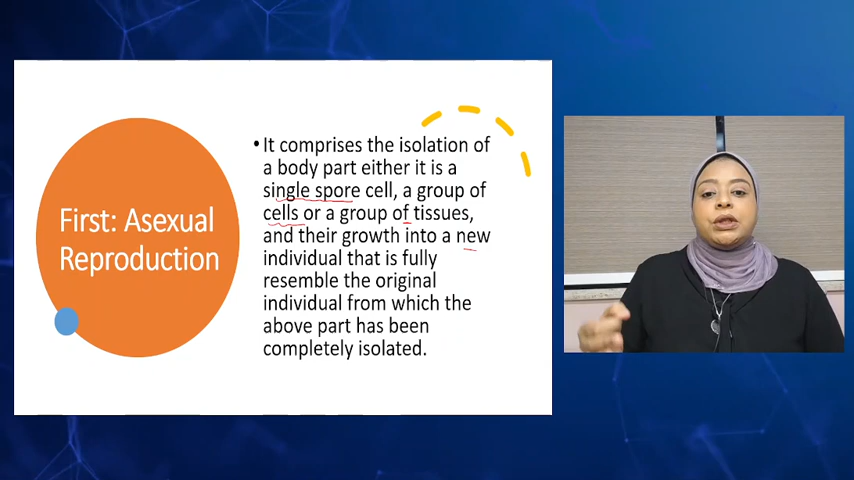 First: Asexual
Reproduction
• It comprises the isolation of
a body part either it is a
single spore cell, a group of
cells or a group of tissues,
and their growth into a new
individual that is fully
resemble the original
individual from which the
above part has been
completely isolated.